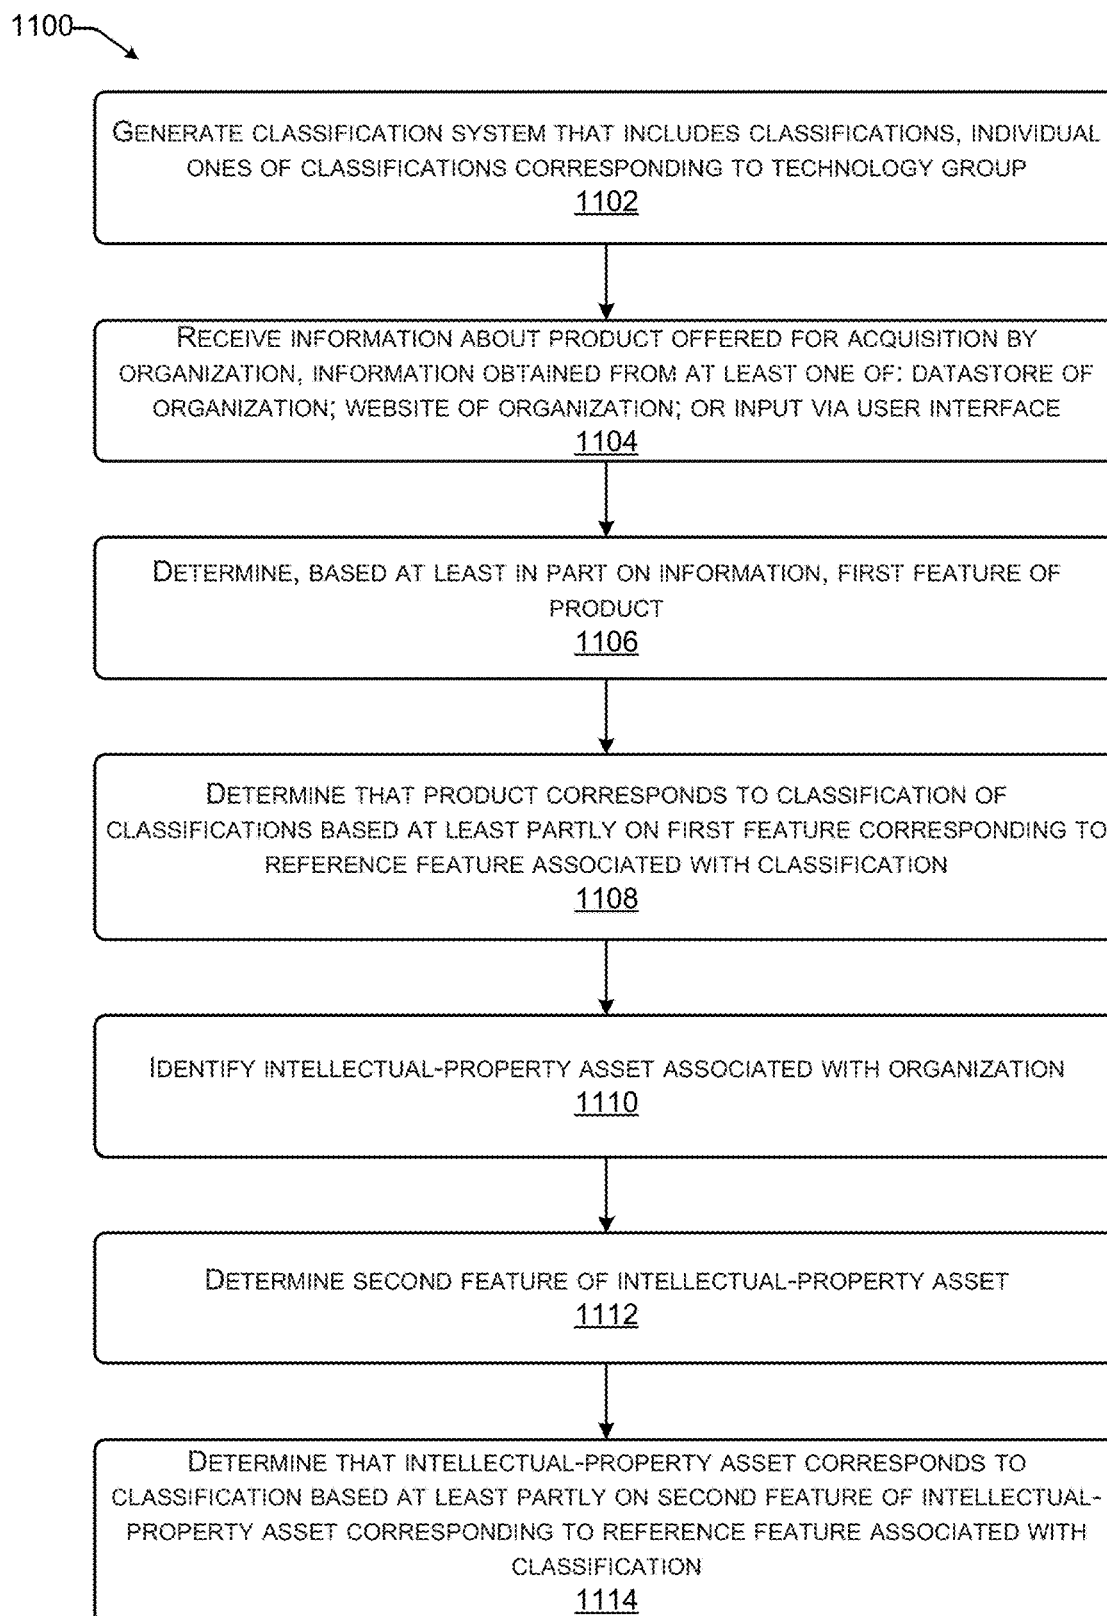 1100
GENERATE CLASSIFICATION SYSTEM THAT INCLUDES CLASSIFICATIONS, INDIVIDUAL
ONES OF CLASSIFICATIONS CORRESPONDING TO TECHNOLOGY GROUP
1102
RECEIVE INFORMATION ABOUT PRODUCT OFFERED FOR ACQUISITION BY
ORGANIZATION, INFORMATION OBTAINED FROM AT LEAST ONE OF: DATASTORE OF
ORGANIZATION; WEBSITE OF ORGANIZATION; OR INPUT VIA USER INTERFACE
1104
DETERMINE, BASED AT LEAST IN PART ON INFORMATION, FIRST FEATURE OF
PRODUCT
1106
DETERMINE THAT PRODUCT CORRESPONDS TO CLASSIFICATION OF
CLASSIFICATIONS BASED AT LEAST PARTLY ON FIRST FEATURE CORRESPONDING TO
REFERENCE FEATURE ASSOCIATED WITH CLASSIFICATION
1108
IDENTIFY INTELLECTUAL-PROPERTY ASSET ASSOCIATED WITH ORGANIZATION
1110
DETERMINE SECOND FEATURE OF INTELLECTUAL-PROPERTY ASSET
1112
DETERMINE THAT INTELLECTUAL-PROPERTY ASSET CORRESPONDS TO
CLASSIFICATION BASED AT LEAST PARTLY ON SECOND FEATURE OF INTELLECTUAL-
PROPERTY ASSET CORRESPONDING TO REFERENCE FEATURE ASSOCIATED WITH
CLASSIFICATION
1114